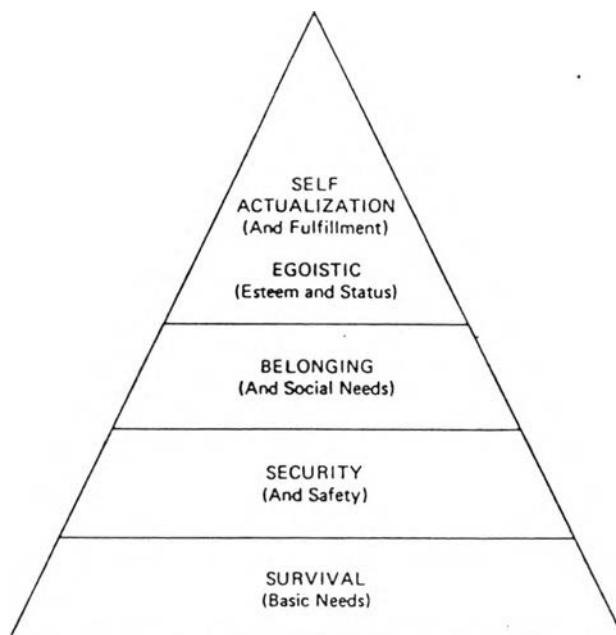 SELF
ACTUALIZATION
(And Fulfillment)
EGOISTIC
(Esteem and Status)
BELONGING
(And Social Needs)
SECURITY
(And Safety)
SURVIVAL
(Basic Needs)